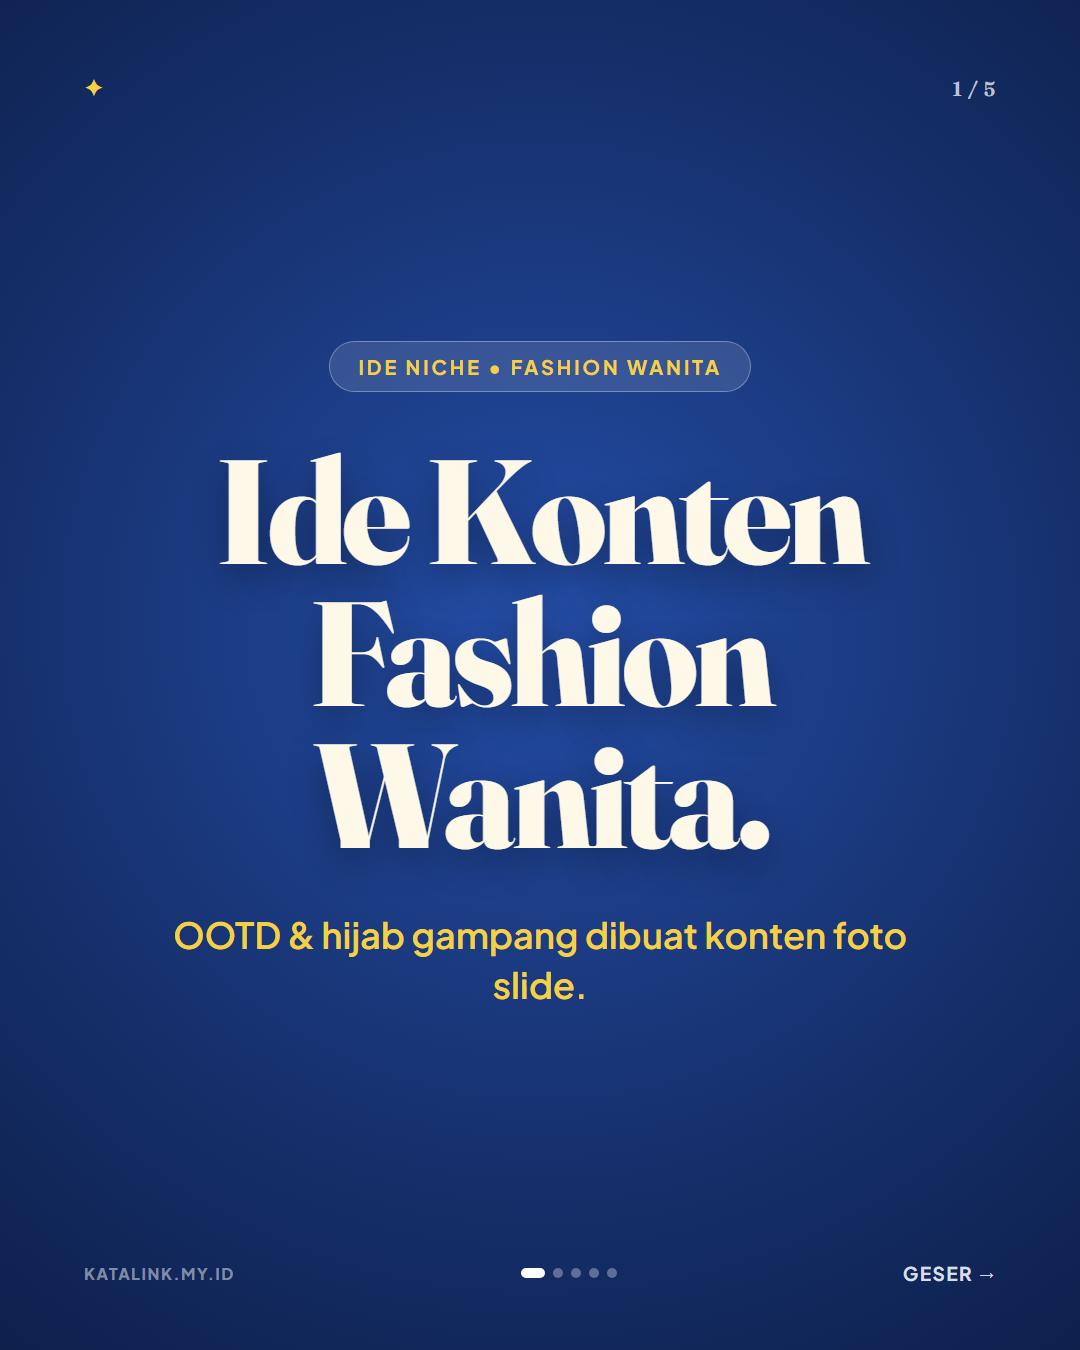 ✦
1 / 5
IDE NICHE • FASHION WANITA
Ide Konten
Fashion
Wanita.
OOTD & hijab gampang dibuat konten foto
slide.
KATALINK.MY.ID
GESER →